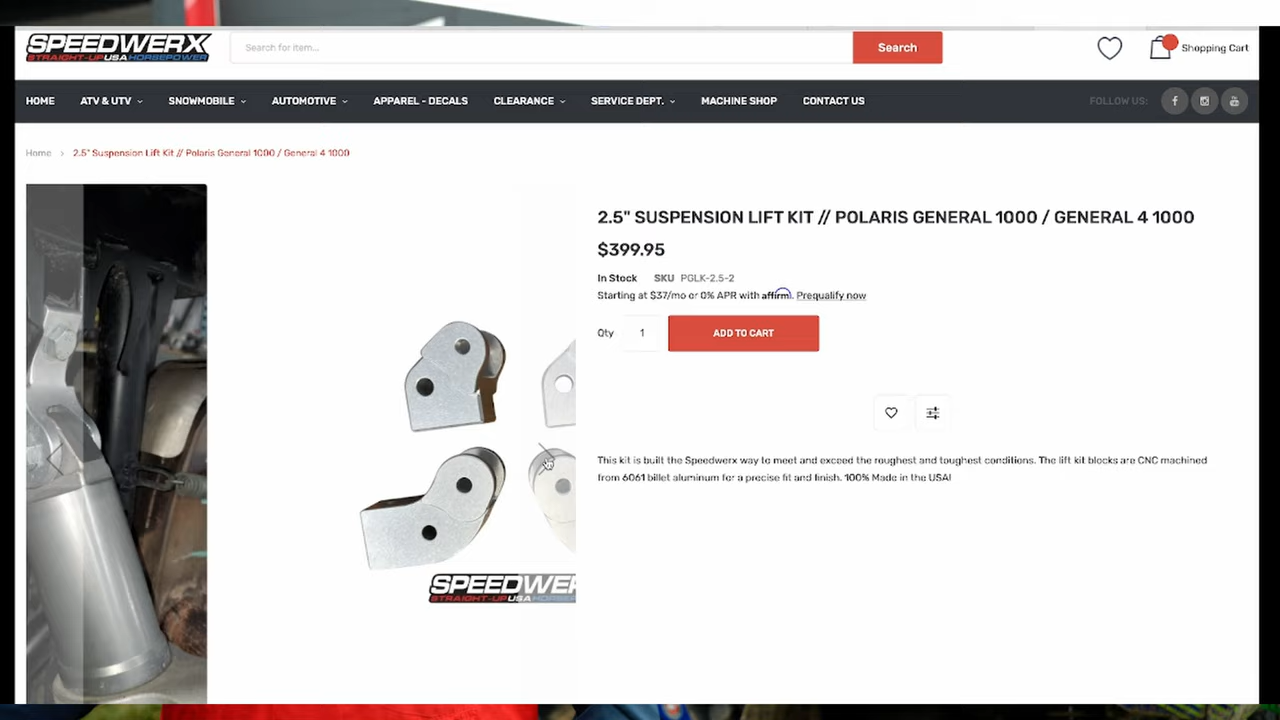 SPEEDWERX
STRAIGHT-UP USA HORSEPOWER
Search for item...
Search
Shopping Cart
HOME
ATV & UTV
SNOWMOBILE
AUTOMOTIVE
APPAREL - DECALS
CLEARANCE
SERVICE DEPT.
MACHINE SHOP
CONTACT US
FOLLOW US:
Home > 2.5" Suspension Lift Kit // Polaris General 1000 / General 4 1000
2.5" SUSPENSION LIFT KIT // POLARIS GENERAL 1000 / GENERAL 4 1000
$399.95
In Stock SKU PGLK-2.5-2
Starting at $37/mo or 0% APR with affirm. Prequalify now
Qty 1 ADD TO CART
This kit is built the Speedwerx way to meet and exceed the roughest and toughest conditions. The lift kit blocks are CNC machined
from 6061 billet aluminum for a precise fit and finish. 100% Made in the USA!
SPEEDWER
STRAIGHT-UP USA HORSEP